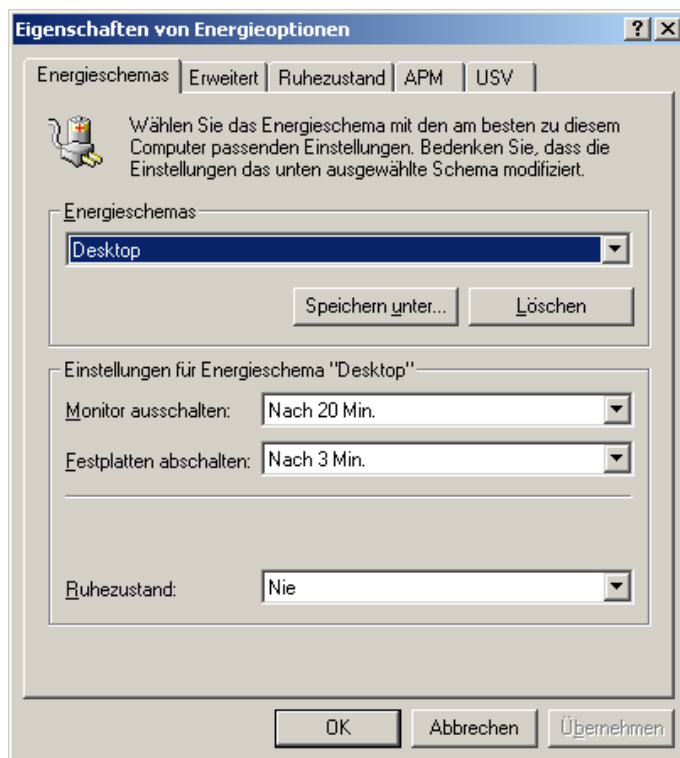 Eigenschaften von Energieoptionen
Energieschemas Erweitert Ruhezustand APM USV
Wählen Sie das Energieschema mit den am besten zu diesem
Computer passenden Einstellungen. Bedenken Sie, dass die
Einstellungen das unten ausgewählte Schema modifiziert.
Energieschemas
Desktop
Speichern unter... Löschen
Einstellungen für Energieschema "Desktop"
Monitor ausschalten: Nach 20 Min.
Festplatten abschalten: Nach 3 Min.
Ruhezustand: Nie
OK Abbrechen Übernehmen